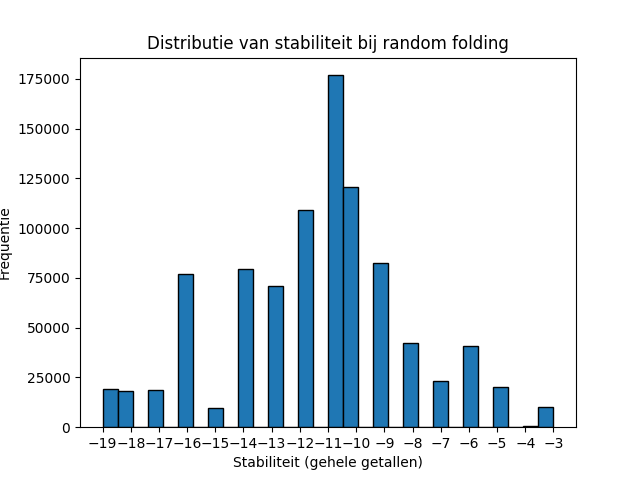 Distributie van stabiliteit bij random folding
175000
150000
125000
100000
75000
50000
25000
0
Frequentie
−19 −18 −17 −16 −15 −14 −13 −12 −11 −10 −9 −8 −7 −6 −5 −4 −3
Stabiliteit (gehele getallen)